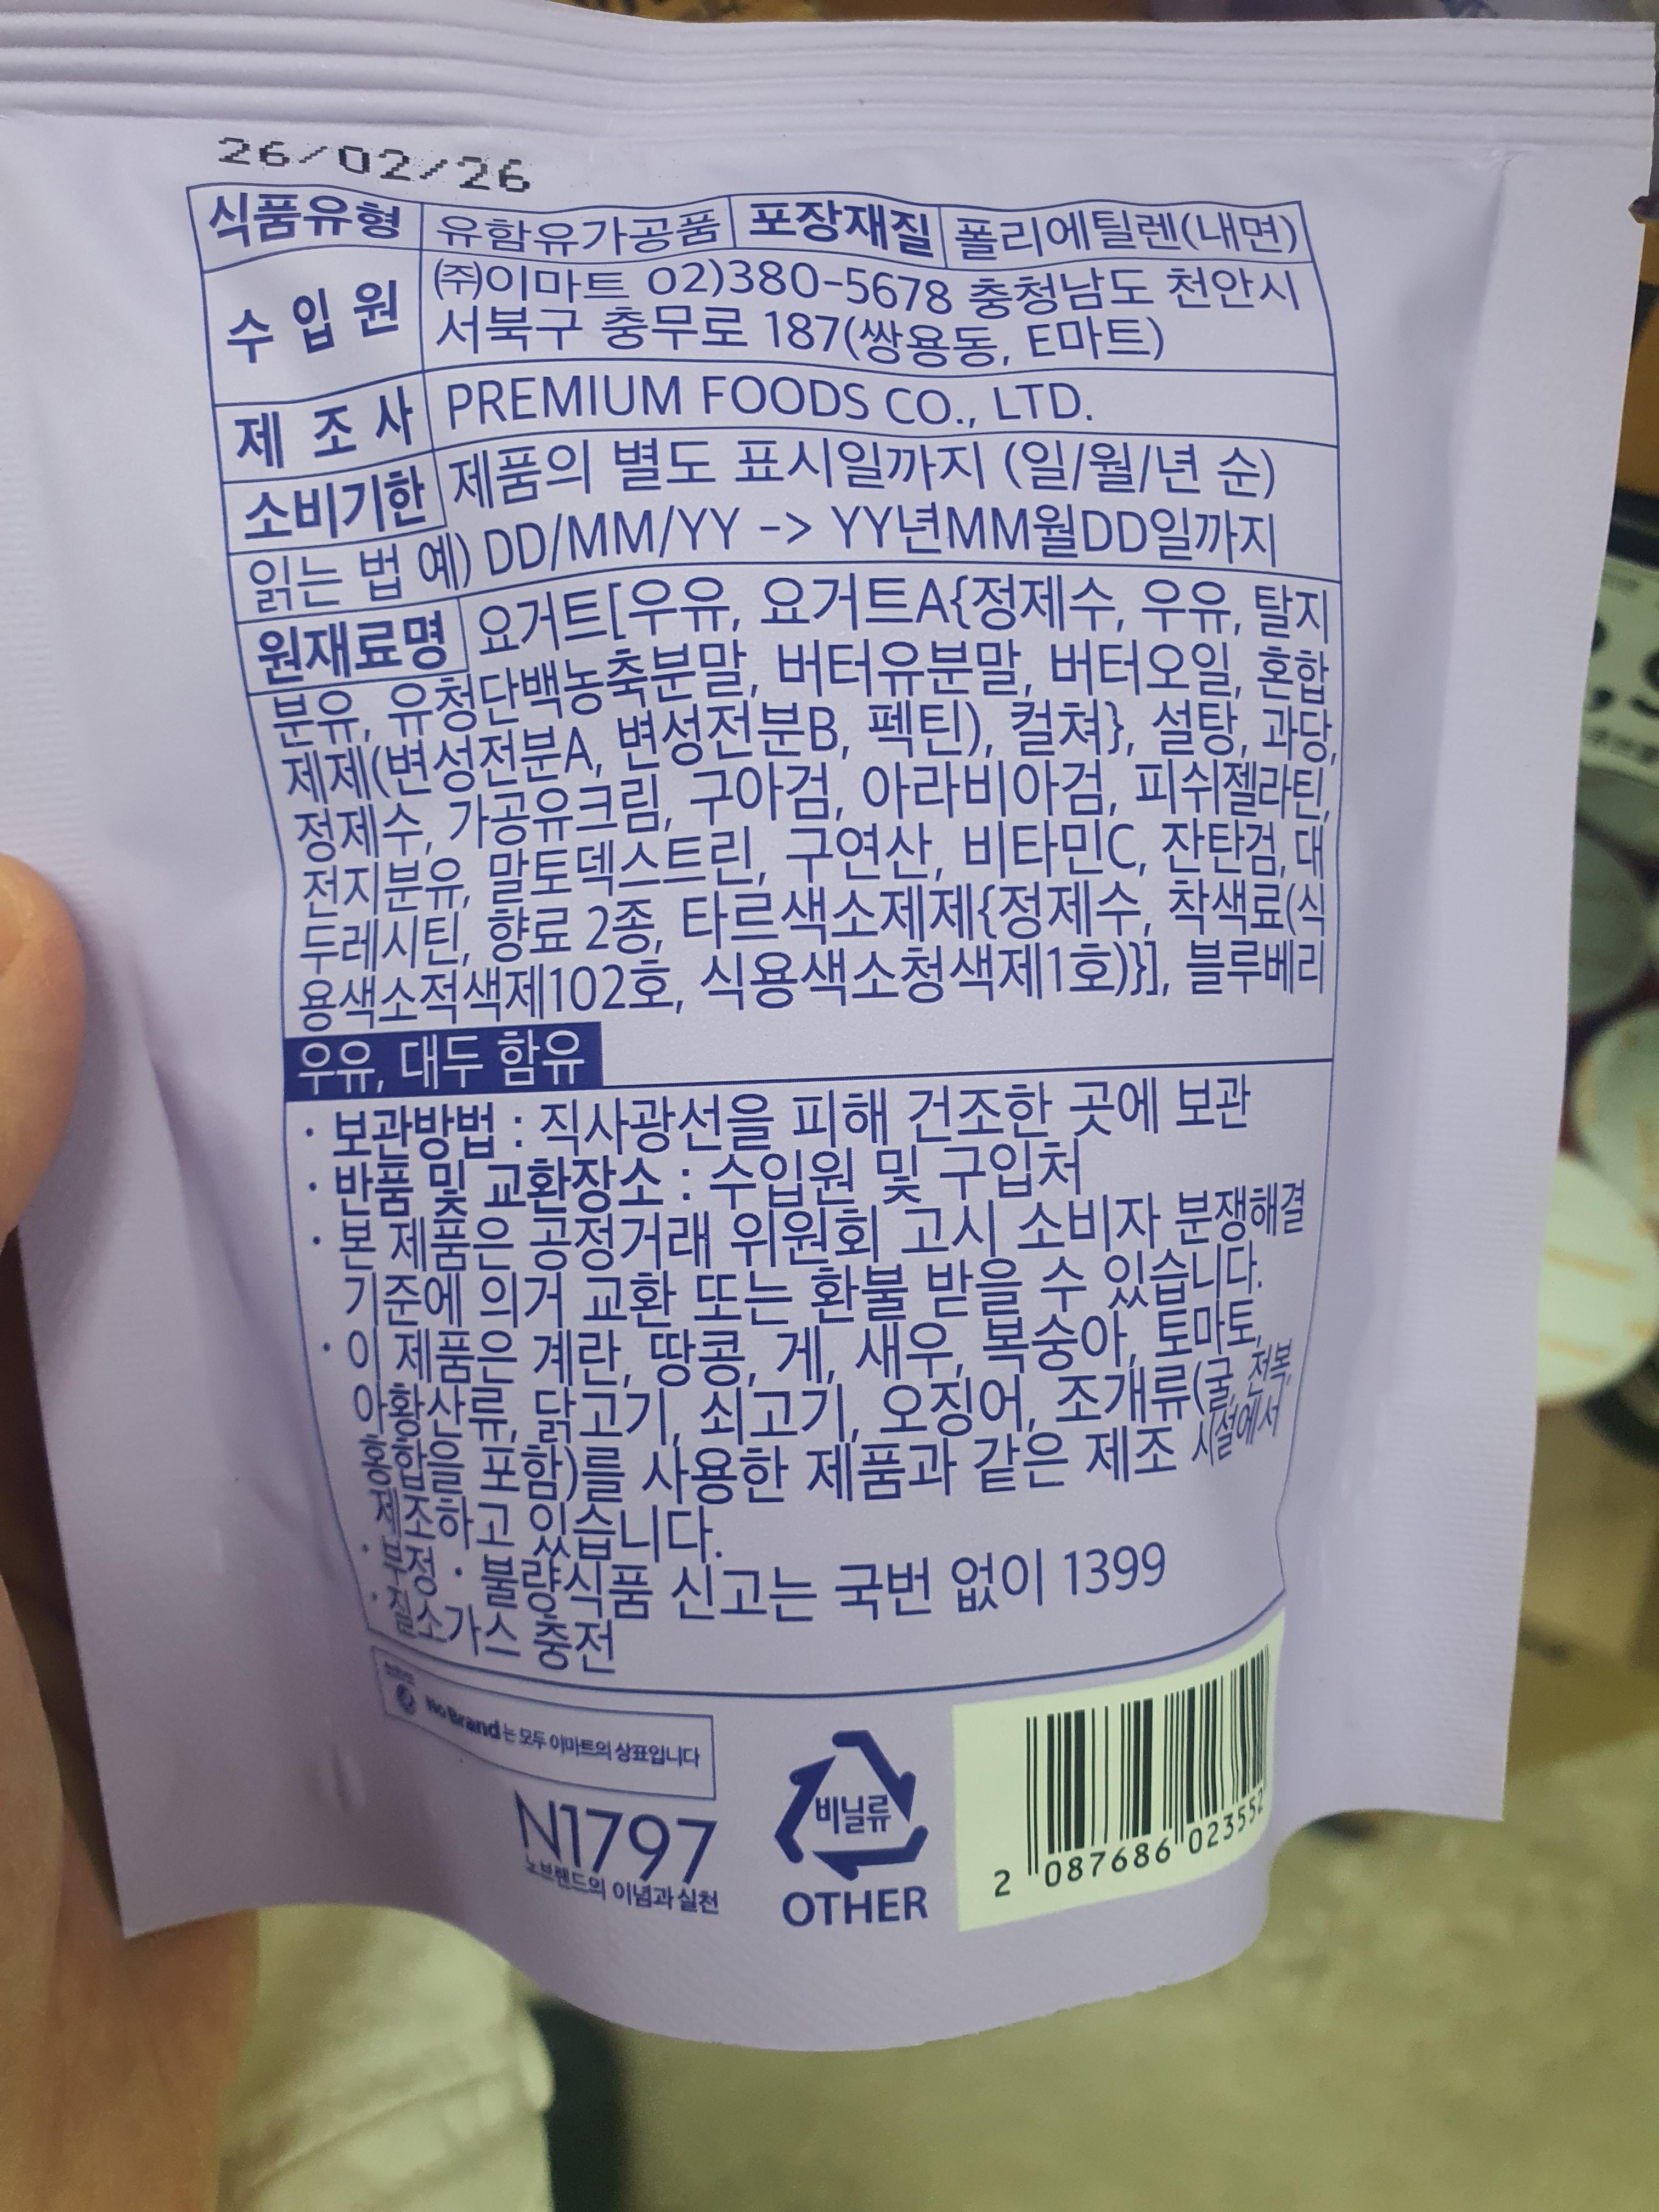 26/02/26
식품유형 유함유가공품 포장재질 폴리에틸렌(내면)
수입원 ㈜이마트 02)380-5678 충청남도 천안시
서북구 충무로 187(쌍용동, E마트)
제조사 PREMIUM FOODS CO., LTD.
소비기한 제품의 별도 표시일까지 (일/월/년 순)
읽는 법 예) DD/MM/YY -> YY년MM월DD일까지
원재료명 요거트[우유, 요거트A{정제수, 우유, 탈지
분유, 유청단백농축분말, 버터유분말, 버터오일, 혼합
제제(변성전분A, 변성전분B, 펙틴), 컬쳐}, 설탕, 과당,
정제수, 가공유크림, 구아검, 아라비아검, 피쉬젤라틴,
전지분유, 말토덱스트린, 구연산, 비타민C, 잔탄검, 대
두레시틴, 향료 2종, 타르색소제제{정제수, 착색료(식
용색소적색제102호, 식용색소청색제1호)}], 블루베리
우유, 대두 함유
· 보관방법 : 직사광선을 피해 건조한 곳에 보관
· 반품 및 교환장소 : 수입원 및 구입처
· 본 제품은 공정거래 위원회 고시 소비자 분쟁해결
기준에 의거 교환 또는 환불 받을 수 있습니다.
· 이 제품은 계란, 땅콩, 게, 새우, 복숭아, 토마토,
아황산류, 닭고기, 쇠고기, 오징어, 조개류(굴, 전복,
홍합을 포함)를 사용한 제품과 같은 제조 시설에서
제조하고 있습니다.
· 부정 · 불량식품 신고는 국번 없이 1399
· 질소가스 충전
No Brand는 모두 이마트의 상표입니다
N1797
노브랜드의 이념과 실천
비닐류
OTHER
2 087686 023552